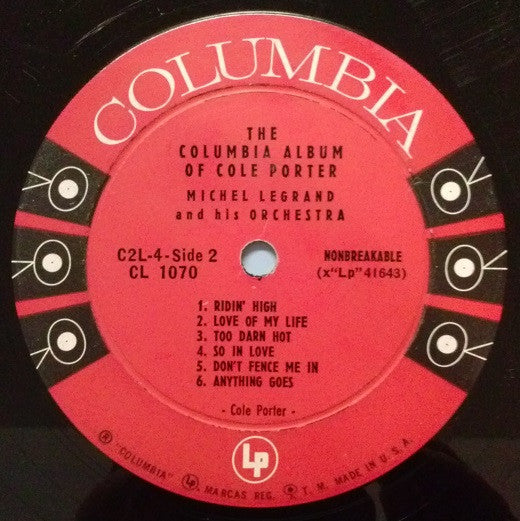 COLUMBIA
THE
COLUMBIA ALBUM
OF COLE PORTER
MICHEL LEGRAND
and his ORCHESTRA
C2L-4-Side 2 NONBREAKABLE
CL 1070 (x"Lp"41643)
1. RIDIN' HIGH
2. LOVE OF MY LIFE
3. TOO DARN HOT
4. SO IN LOVE
5. DON'T FENCE ME IN
6. ANYTHING GOES
- Cole Porter -
Lp
® "COLUMBIA" Lp MARCAS REG. T. M. MADE IN U. S. A.